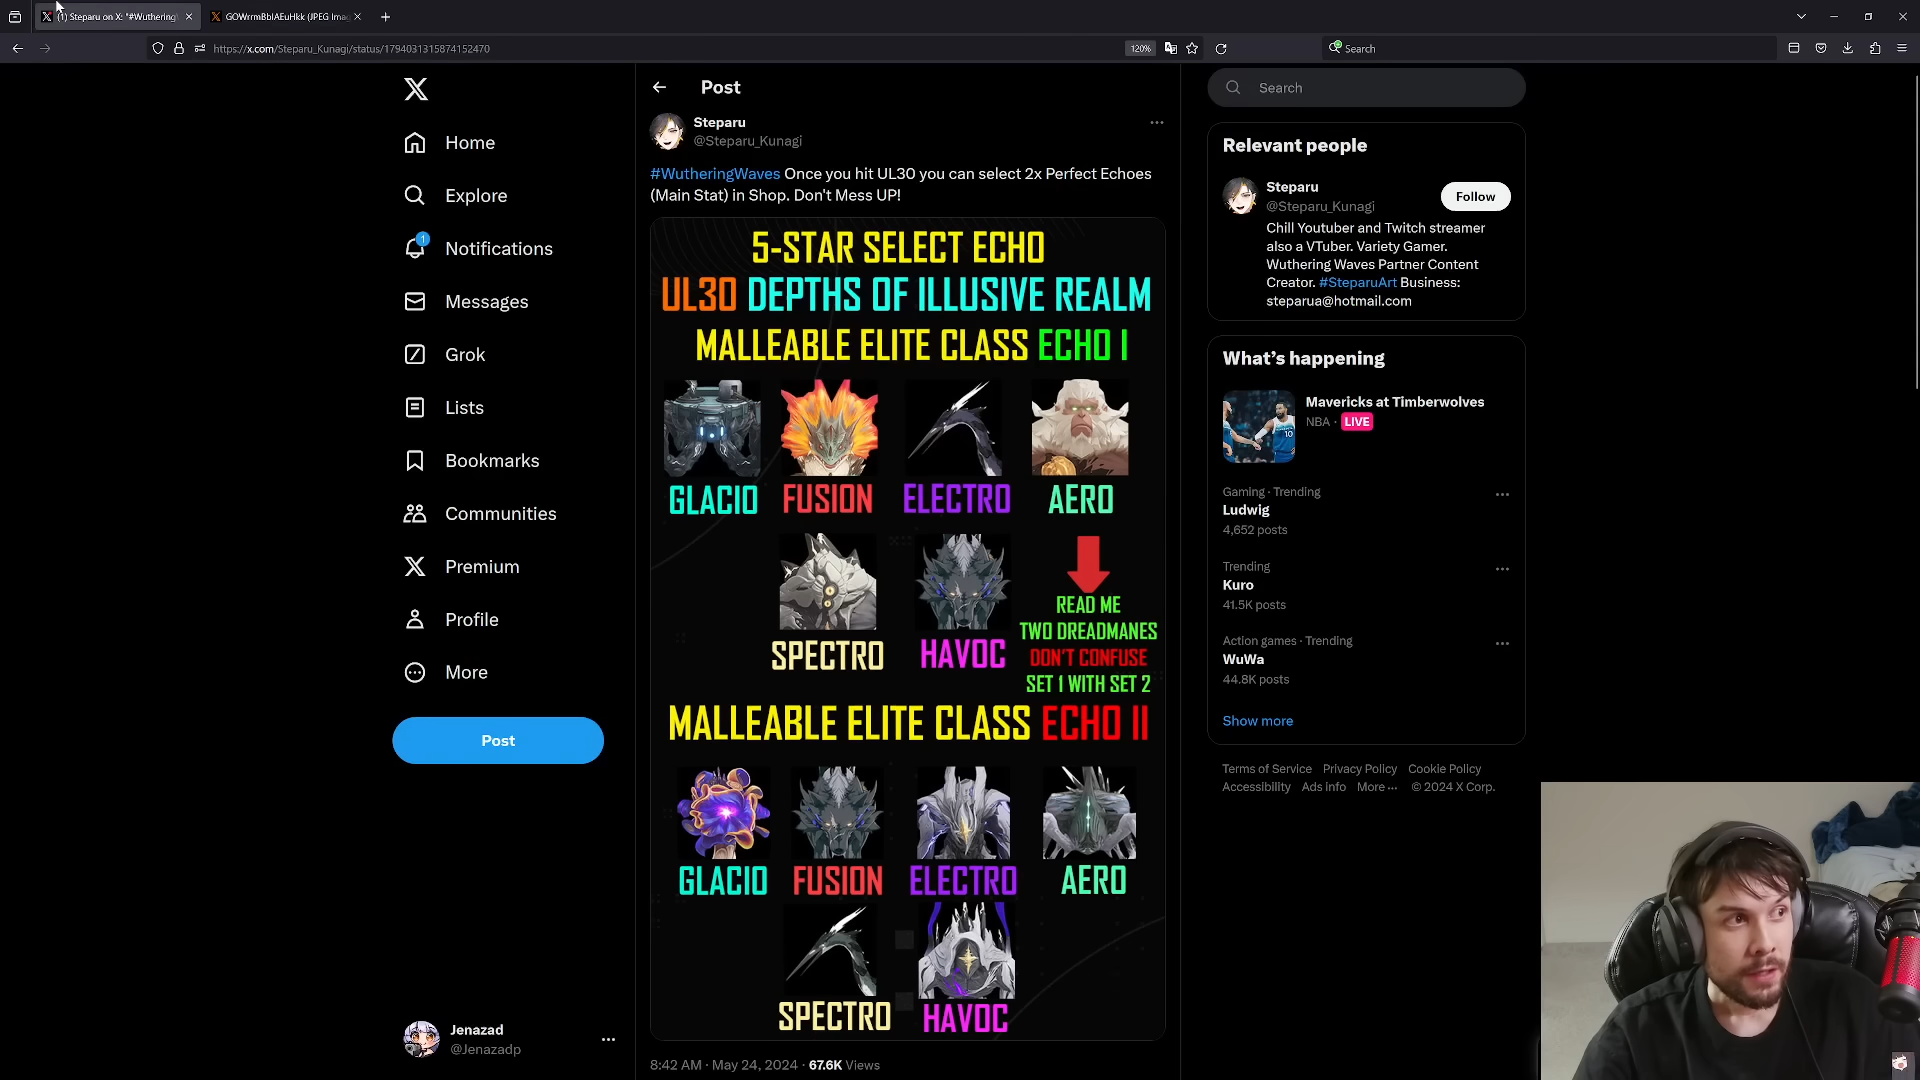 (1) Steparu on X: "#Wuthering
GOWrrmBbIAEuHkk (JPEG Imag
https://x.com/Steparu_Kunagi/status/1794031315874152470
120%
Search
Home
Explore
1
Notifications
Messages
Grok
Lists
Bookmarks
Communities
Premium
Profile
More
Post
Jenazad
@Jenazadp
Post
Steparu
@Steparu_Kunagi
#WutheringWaves Once you hit UL30 you can select 2x Perfect Echoes
(Main Stat) in Shop. Don't Mess UP!
5-STAR SELECT ECHO
UL30 DEPTHS OF ILLUSIVE REALM
MALLEABLE ELITE CLASS ECHO I
GLACIO FUSION ELECTRO AERO
SPECTRO HAVOC
READ ME
TWO DREADMANES
DON'T CONFUSE
SET 1 WITH SET 2
MALLEABLE ELITE CLASS ECHO II
GLACIO FUSION ELECTRO AERO
SPECTRO HAVOC
8:42 AM · May 24, 2024 · 67.6K Views
Search
Relevant people
Steparu
@Steparu_Kunagi
Follow
Chill Youtuber and Twitch streamer
also a VTuber. Variety Gamer.
Wuthering Waves Partner Content
Creator. #SteparuArt Business:
steparua@hotmail.com
What's happening
Mavericks at Timberwolves
NBA · LIVE
Gaming · Trending
Ludwig
4,652 posts
Trending
Kuro
41.5K posts
Action games · Trending
WuWa
44.8K posts
Show more
Terms of Service Privacy Policy Cookie Policy
Accessibility Ads info More ··· © 2024 X Corp.